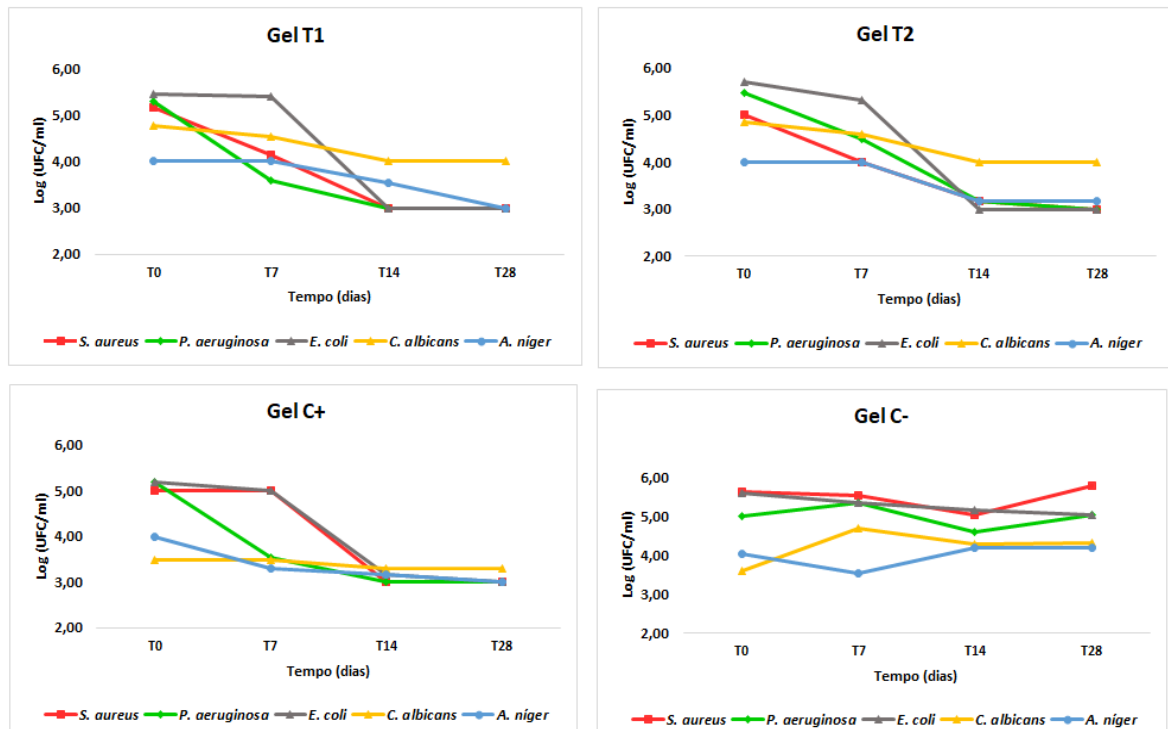 Gel T1
6,00
5,00
4,00
3,00
2,00
Log (UFC/ml)
T0 T7 T14 T28
Tempo (dias)
S. aureus P. aeruginosa E. coli C. albicans A. níger
Gel T2
6,00
5,00
4,00
3,00
2,00
Log (UFC/ml)
T0 T7 T14 T28
Tempo (dias)
S. aureus P. aeruginosa E. coli C. albicans A. níger
Gel C+
6,00
5,00
4,00
3,00
2,00
Log (UFC/ml)
T0 T7 T14 T28
Tempo (dias)
S. aureus P. aeruginosa E. coli C. albicans A. níger
Gel C-
6,00
5,00
4,00
3,00
2,00
Log (UFC/ml)
T0 T7 T14 T28
Tempo (dias)
S. aureus P. aeruginosa E. coli C. albicans A. níger